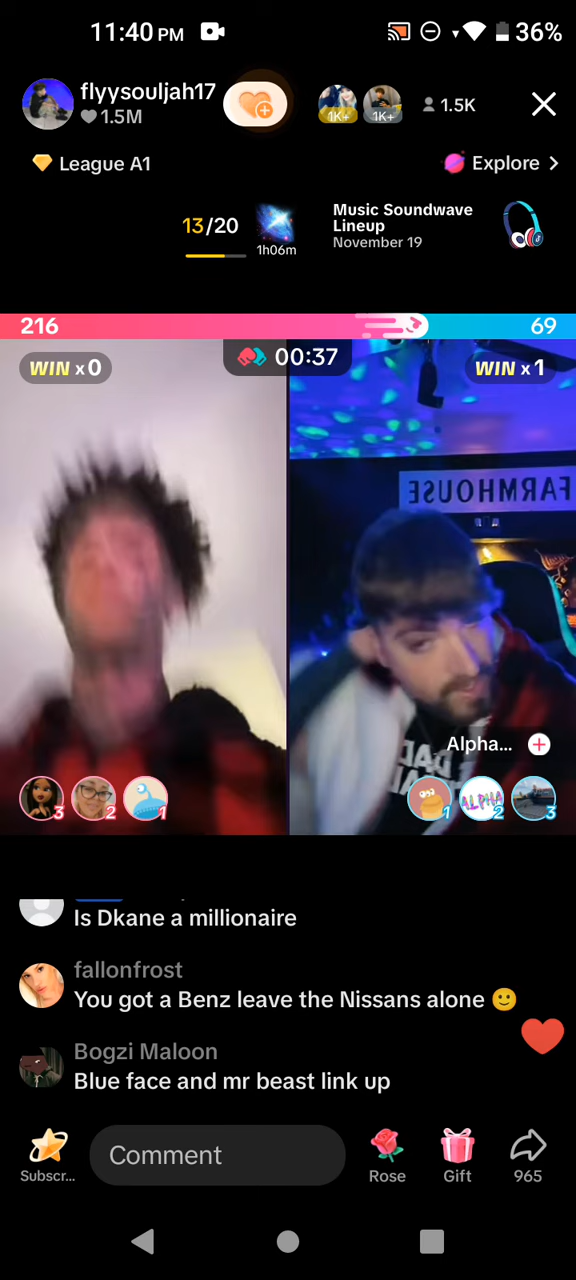 11:40 PM
36%
flyysouljah17
1.5M
1K+
1K+
1.5K
League A1
Explore
13/20
1h06m
Music Soundwave
Lineup
November 19
216
69
WIN x 0
00:37
WIN x 1
FARMHOUSE
Alpha...
3
2
1
1
ALPHA
2
3
Is Dkane a millionaire
fallonfrost
You got a Benz leave the Nissans alone 🙂
Bogzi Maloon
Blue face and mr beast link up
Subscr...
Comment
Rose
Gift
965